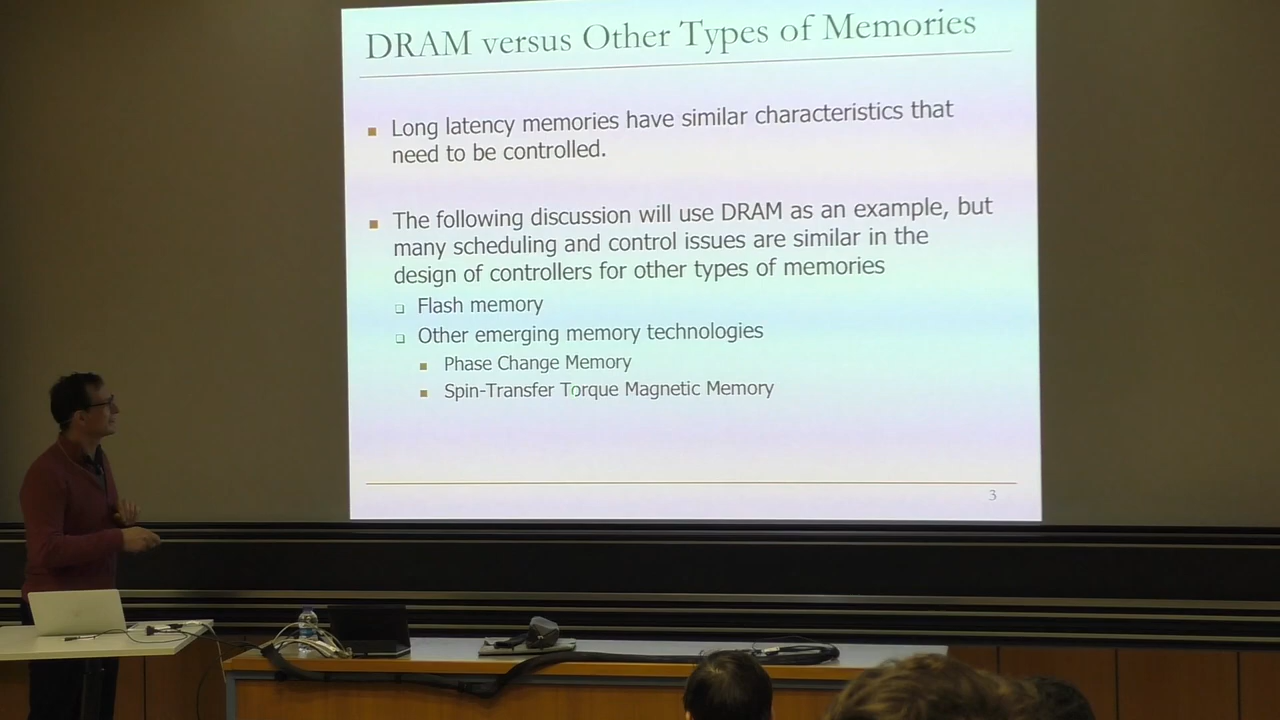 DRAM versus Other Types of Memories
Long latency memories have similar characteristics that
need to be controlled.
The following discussion will use DRAM as an example, but
many scheduling and control issues are similar in the
design of controllers for other types of memories
Flash memory
Other emerging memory technologies
Phase Change Memory
Spin-Transfer Torque Magnetic Memory
3